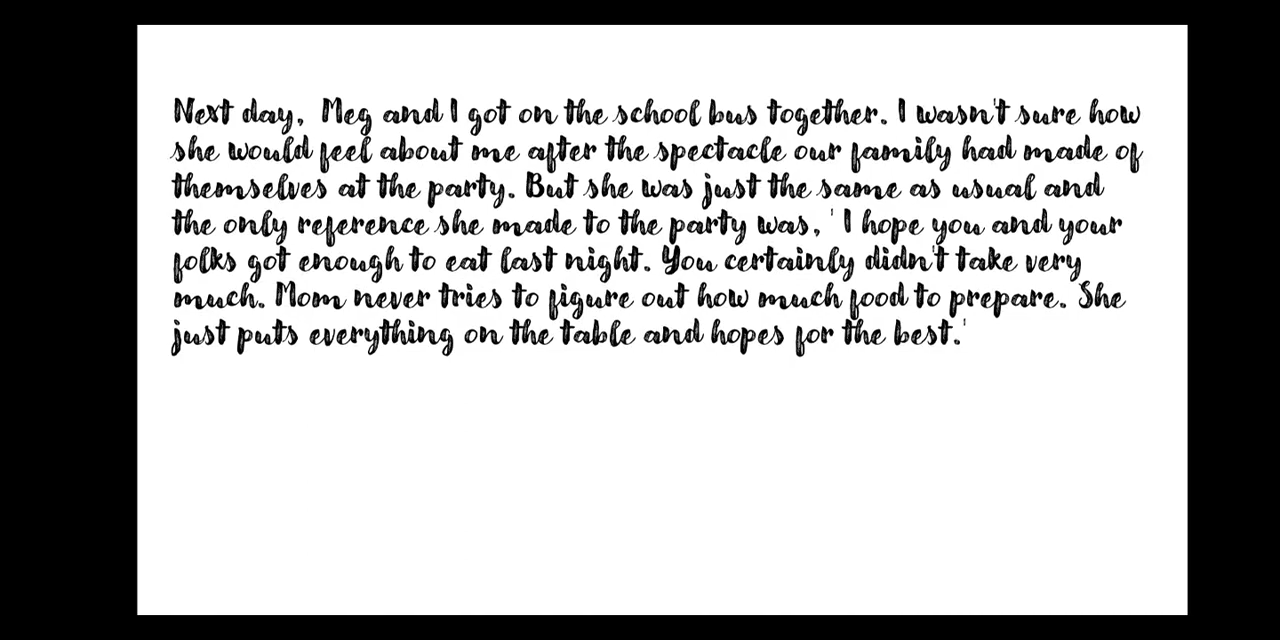 Next day, Meg and I got on the school bus together. I wasn't sure how
she would feel about me after the spectacle our family had made of
themselves at the party. But she was just the same as usual and
the only reference she made to the party was, ' I hope you and your
folks got enough to eat last night. You certainly didn't take very
much. Mom never tries to figure out how much food to prepare. She
just puts everything on the table and hopes for the best.'